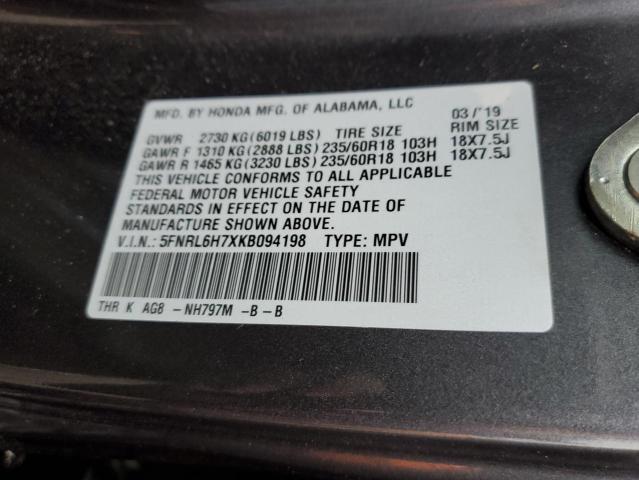 MFD. BY HONDA MFG. OF ALABAMA, LLC 03/'19
GVWR 2730 KG(6019 LBS) TIRE SIZE RIM SIZE
GAWR F 1310 KG(2888 LBS)235/60R18 103H 18X7.5J
GAWR R 1465 KG(3230 LBS)235/60R18 103H 18X7.5J
THIS VEHICLE CONFORMS TO ALL APPLICABLE
FEDERAL MOTOR VEHICLE SAFETY
STANDARDS IN EFFECT ON THE DATE OF
MANUFACTURE SHOWN ABOVE.
V.I.N.: 5FNRL6H7XKB094198 TYPE: MPV
THR K AG8 -NH797M -B-B